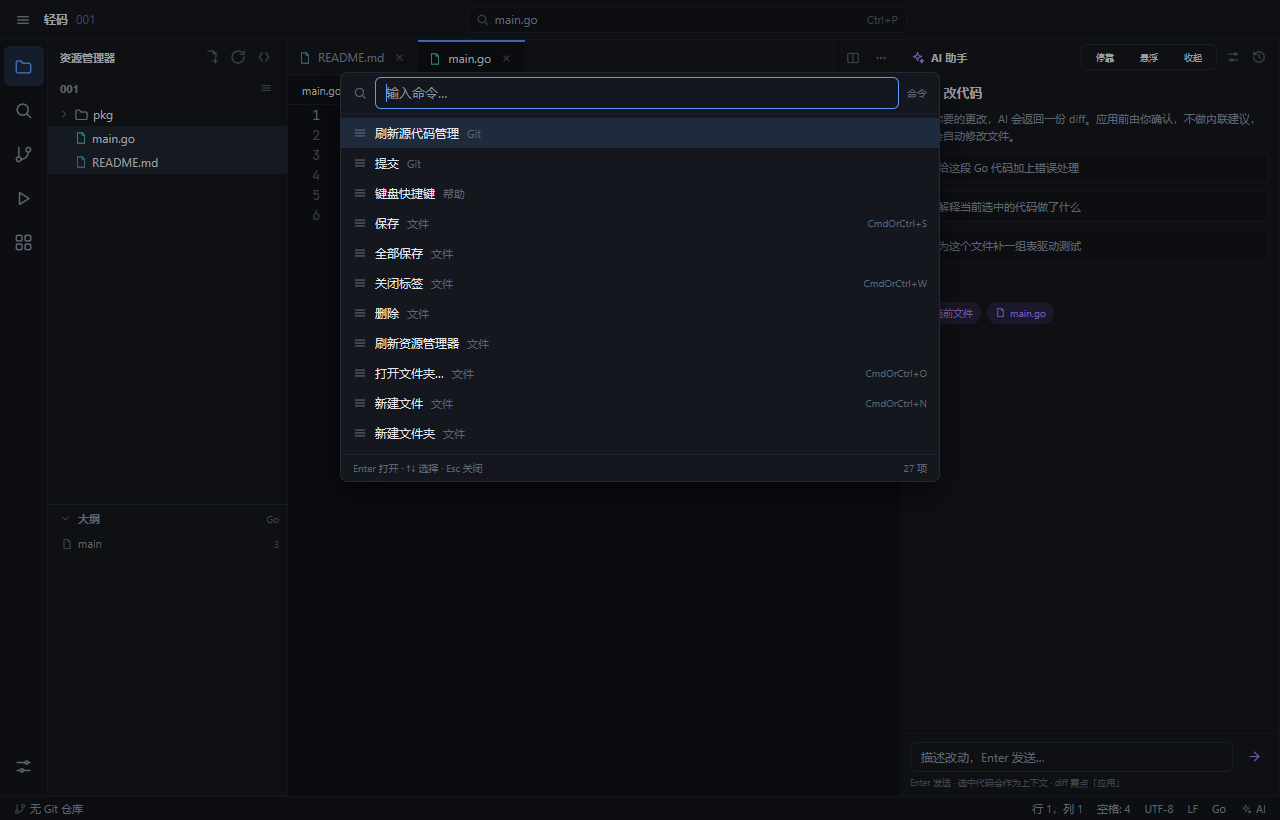 轻码 001
main.go Ctrl+P
资源管理器
001
pkg
main.go
README.md
大纲 Go
main 3
README.md
main.go
main.go
1
2
3
4
5
6
输入命令... 命令
刷新源代码管理 Git
提交 Git
键盘快捷键 帮助
保存 文件 CmdOrCtrl+S
全部保存 文件
关闭标签 文件 CmdOrCtrl+W
删除 文件
刷新资源管理器 文件
打开文件夹... 文件 CmdOrCtrl+O
新建文件 文件 CmdOrCtrl+N
新建文件夹 文件
Enter 打开 · ↑↓ 选择 · Esc 关闭 27 项
AI 助手 停靠 悬浮 收起
改代码
要的更改，AI 会返回一份 diff。应用前由你确认，不做内联建议，
自动修改文件。
给这段 Go 代码加上错误处理
解释当前选中的代码做了什么
为这个文件补一组表驱动测试
前文件 main.go
描述改动，Enter 发送...
Enter 发送 · 选中代码会作为上下文 · diff 需点「应用」
无 Git 仓库 行 1，列 1 空格: 4 UTF-8 LF Go AI